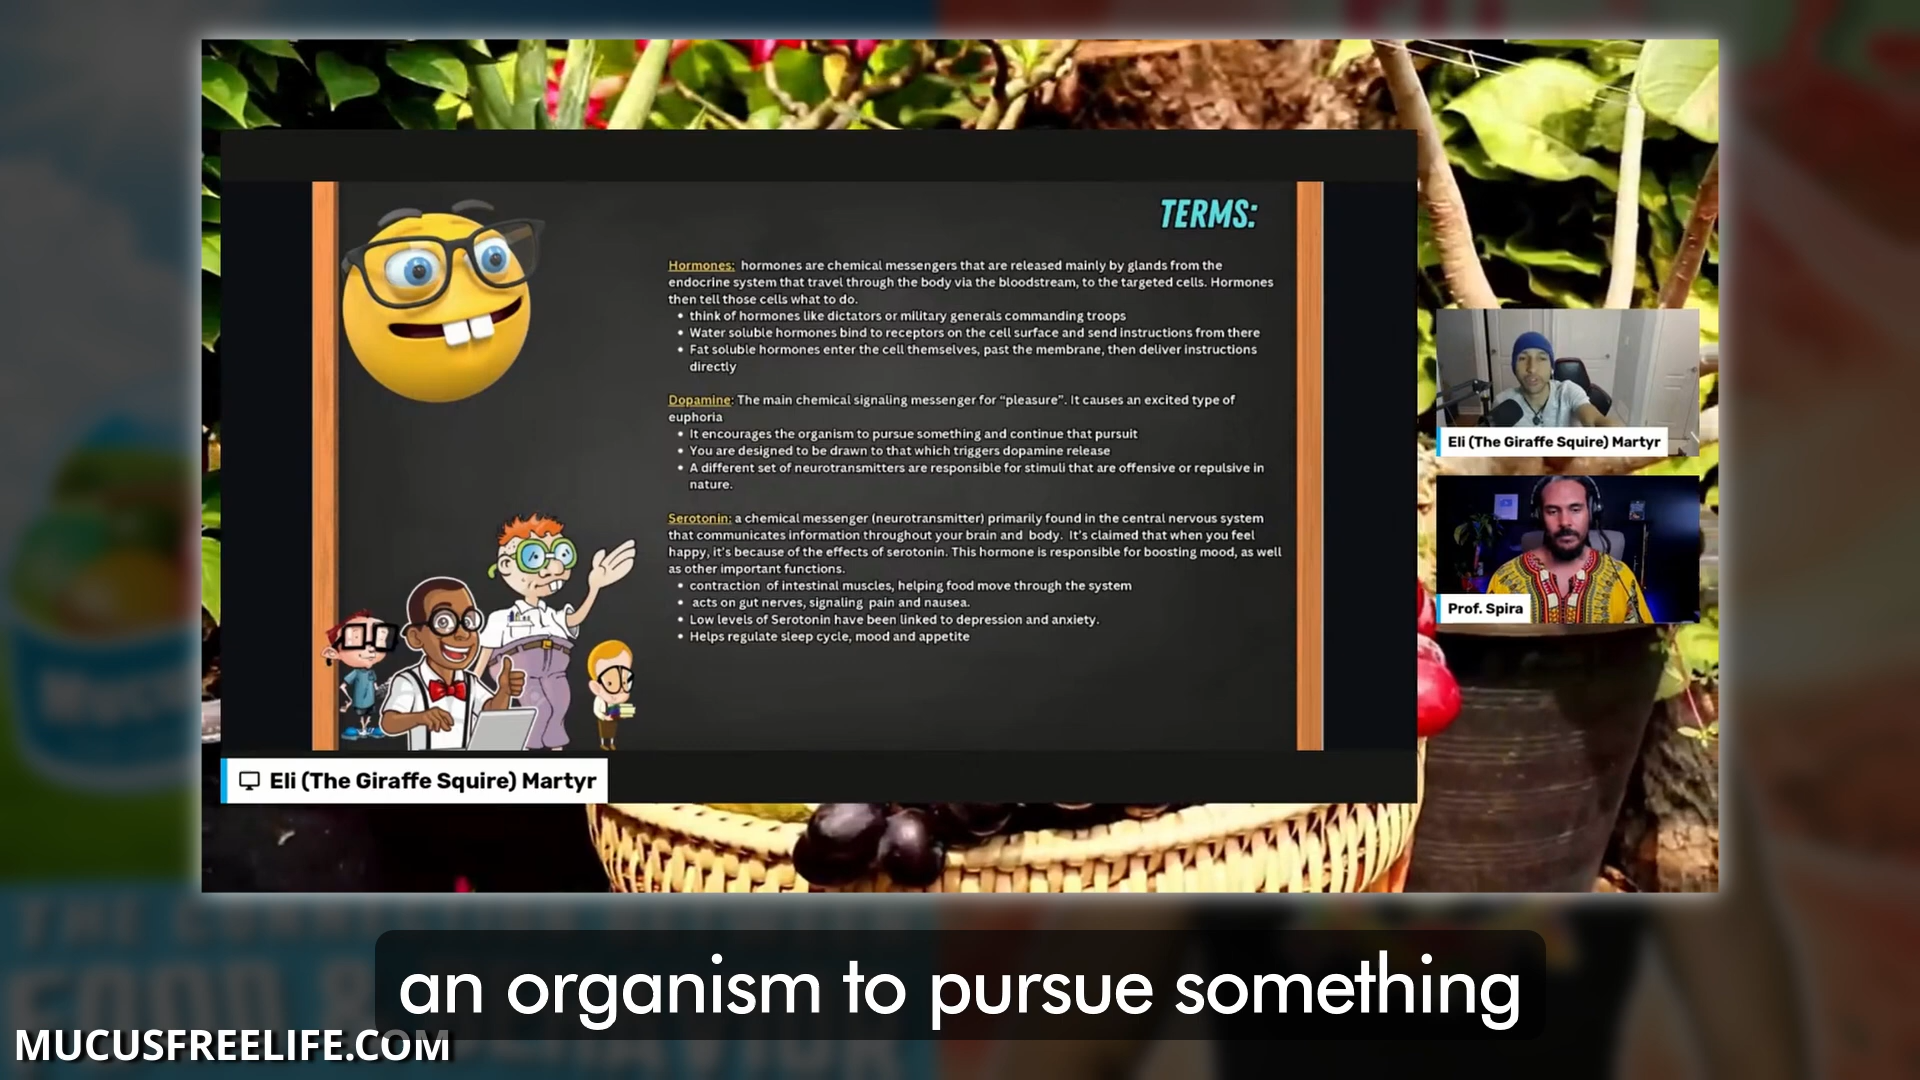 TERMS:
Hormones: hormones are chemical messengers that are released mainly by glands from the
endocrine system that travel through the body via the bloodstream, to the targeted cells. Hormones
then tell those cells what to do.
• think of hormones like dictators or military generals commanding troops
• Water soluble hormones bind to receptors on the cell surface and send instructions from there
• Fat soluble hormones enter the cell themselves, past the membrane, then deliver instructions
directly
Dopamine: The main chemical signaling messenger for “pleasure”. It causes an excited type of
euphoria
• It encourages the organism to pursue something and continue that pursuit
• You are designed to be drawn to that which triggers dopamine release
• A different set of neurotransmitters are responsible for stimuli that are offensive or repulsive in
nature.
Serotonin: a chemical messenger (neurotransmitter) primarily found in the central nervous system
that communicates information throughout your brain and body. It’s claimed that when you feel
happy, it’s because of the effects of serotonin. This hormone is responsible for boosting mood, as well
as other important functions.
• contraction of intestinal muscles, helping food move through the system
• acts on gut nerves, signaling pain and nausea.
• Low levels of Serotonin have been linked to depression and anxiety.
• Helps regulate sleep cycle, mood and appetite
Eli (The Giraffe Squire) Martyr
Prof. Spira
Eli (The Giraffe Squire) Martyr
an organism to pursue something
MUCUSFREELIFE.COM